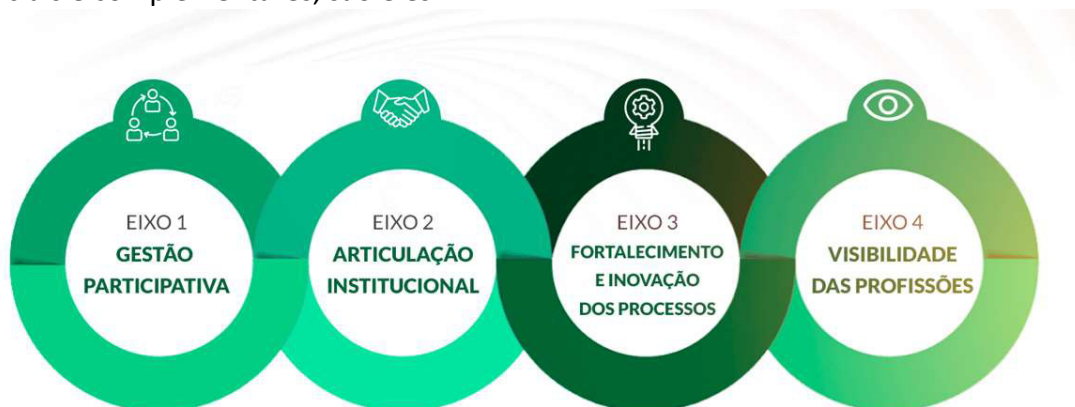 EIXO 1
GESTÃO
PARTICIPATIVA
EIXO 2
ARTICULAÇÃO
INSTITUCIONAL
EIXO 3
FORTALECIMENTO
E INOVAÇÃO
DOS PROCESSOS
EIXO 4
VISIBILIDADE
DAS PROFISSÕES